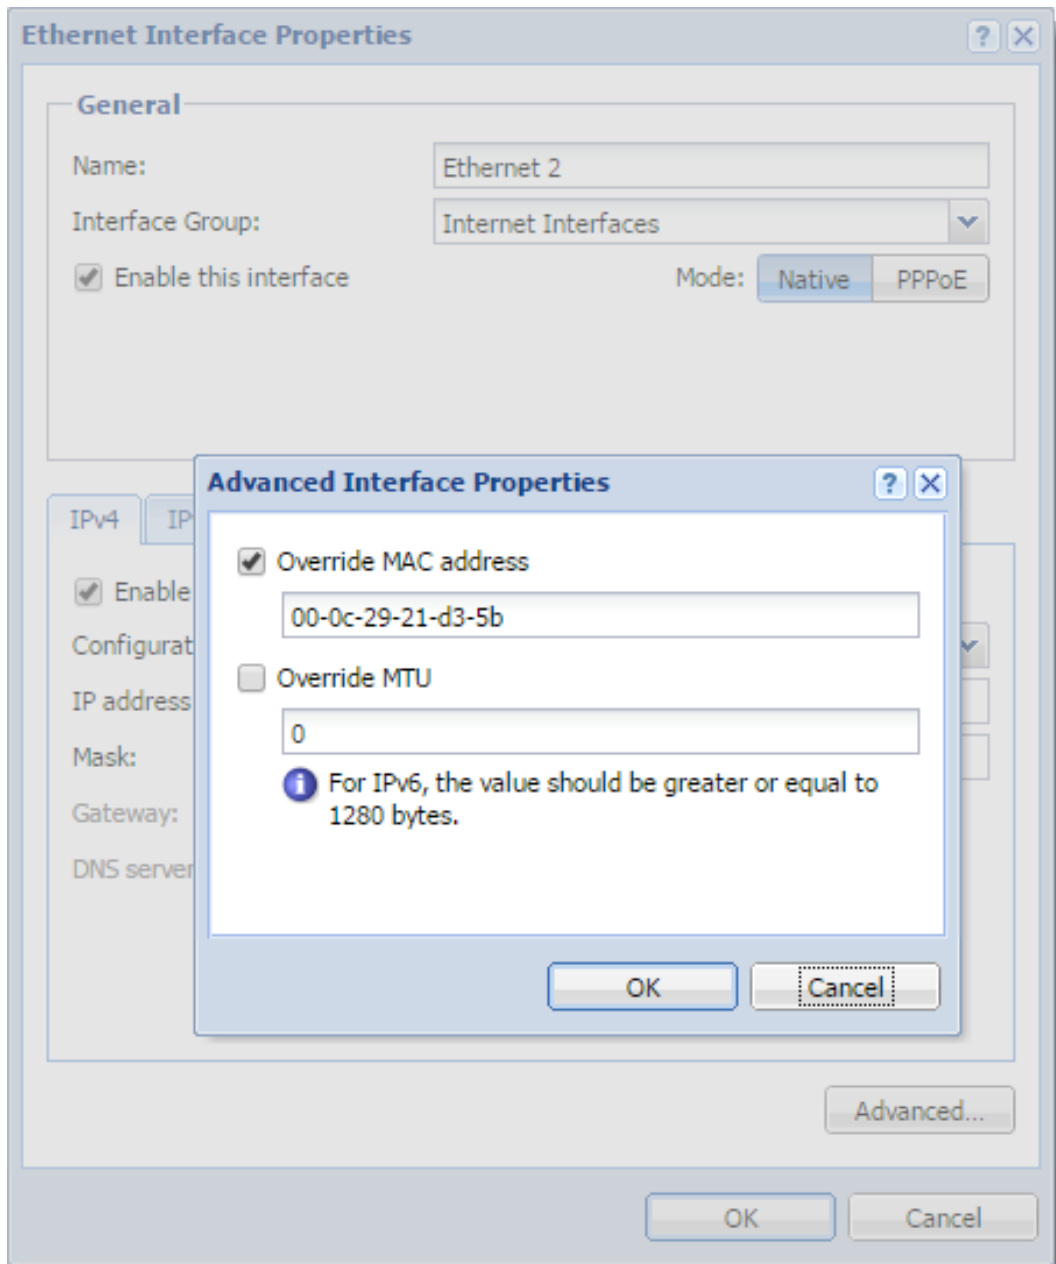 Ethernet Interface Properties
General
Name: Ethernet 2
Interface Group: Internet Interfaces
Enable this interface Mode: Native PPPoE
Advanced Interface Properties
IPv4
Override MAC address
Enable
00-0c-29-21-d3-5b
Override MTU
IP address
0
Mask:
For IPv6, the value should be greater or equal to
1280 bytes.
Gateway:
DNS server
OK Cancel
Advanced...
OK Cancel